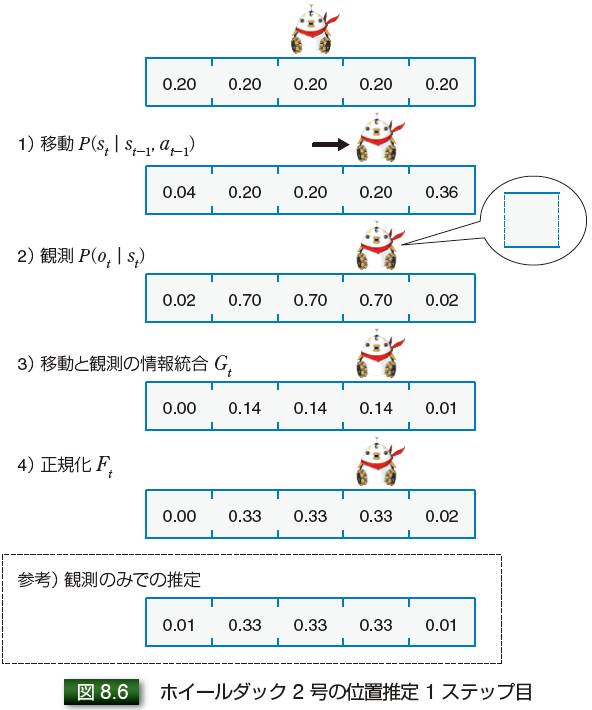 0.20 0.20 0.20 0.20 0.20
1）移動 P(s_t | s_{t−1}, a_{t−1})
0.04 0.20 0.20 0.20 0.36
2）観測 P(o_t | s_t)
0.02 0.70 0.70 0.70 0.02
3）移動と観測の情報統合 G_t
0.00 0.14 0.14 0.14 0.01
4）正規化 F_t
0.00 0.33 0.33 0.33 0.02
参考）観測のみでの推定
0.01 0.33 0.33 0.33 0.01
図 8.6 ホイールダック 2 号の位置推定 1 ステップ目